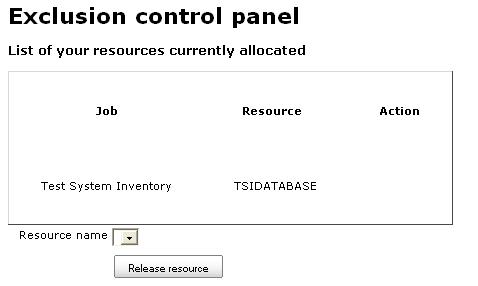 Exclusion control panel
List of your resources currently allocated
Job Resource Action
Test System Inventory TSIDATABASE
Resource name
Release resource